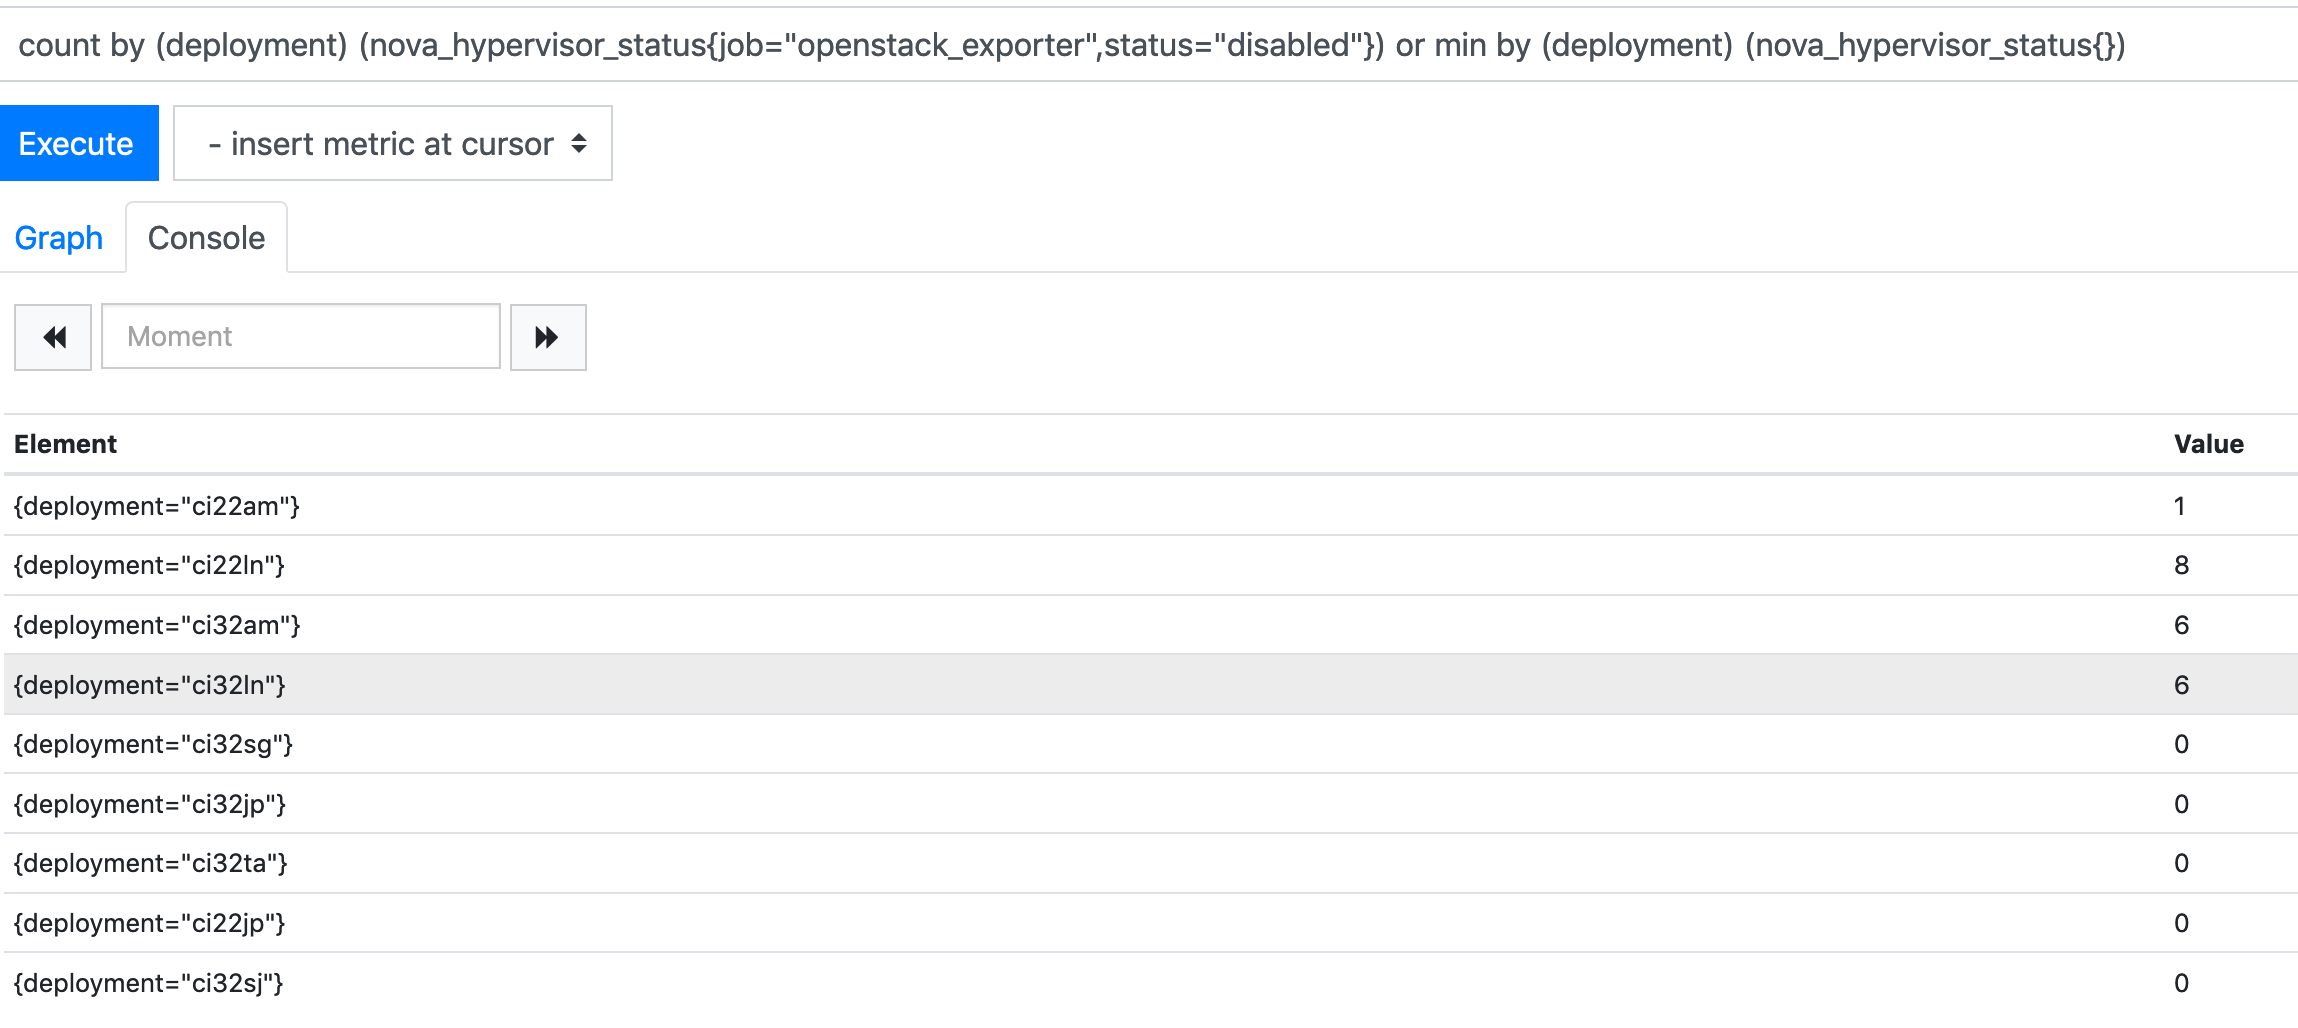 count by (deployment) (nova_hypervisor_status{job="openstack_exporter",status="disabled"}) or min by (deployment) (nova_hypervisor_status{})
Execute
- insert metric at cursor
Graph Console
Moment
Element Value
{deployment="ci22am"} 1
{deployment="ci22ln"} 8
{deployment="ci32am"} 6
{deployment="ci32ln"} 6
{deployment="ci32sg"} 0
{deployment="ci32jp"} 0
{deployment="ci32ta"} 0
{deployment="ci22jp"} 0
{deployment="ci32sj"} 0